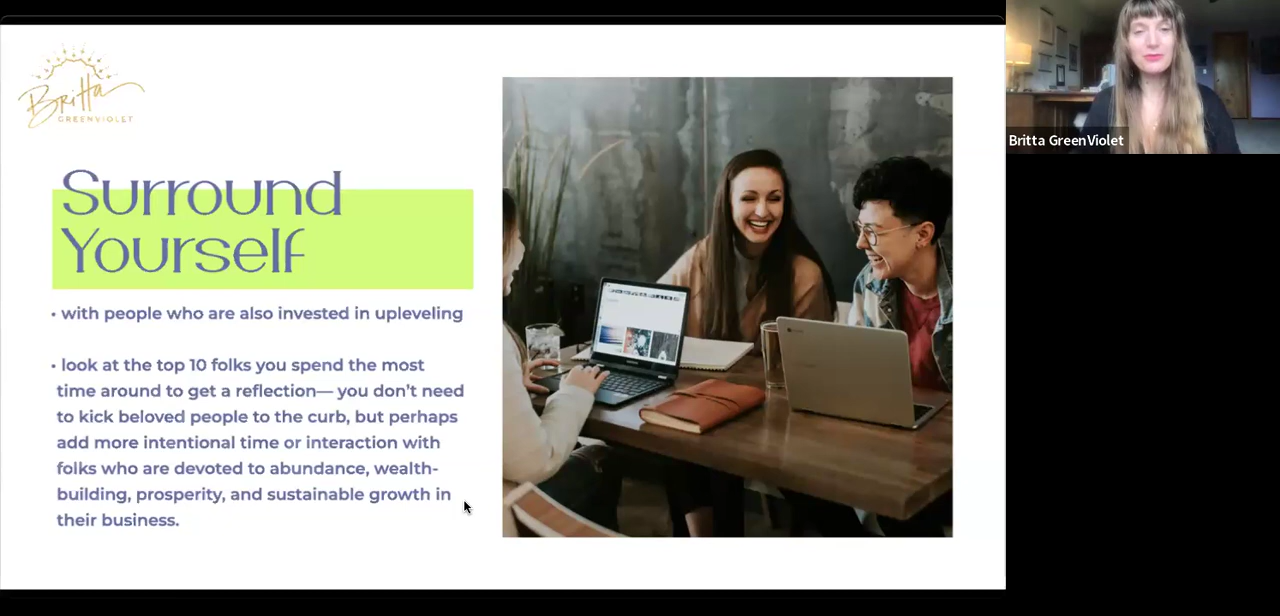 Britta
GREENVIOLET
Surround
Yourself
• with people who are also invested in upleveling
• look at the top 10 folks you spend the most
time around to get a reflection— you don’t need
to kick beloved people to the curb, but perhaps
add more intentional time or interaction with
folks who are devoted to abundance, wealth-
building, prosperity, and sustainable growth in
their business.
Britta GreenViolet